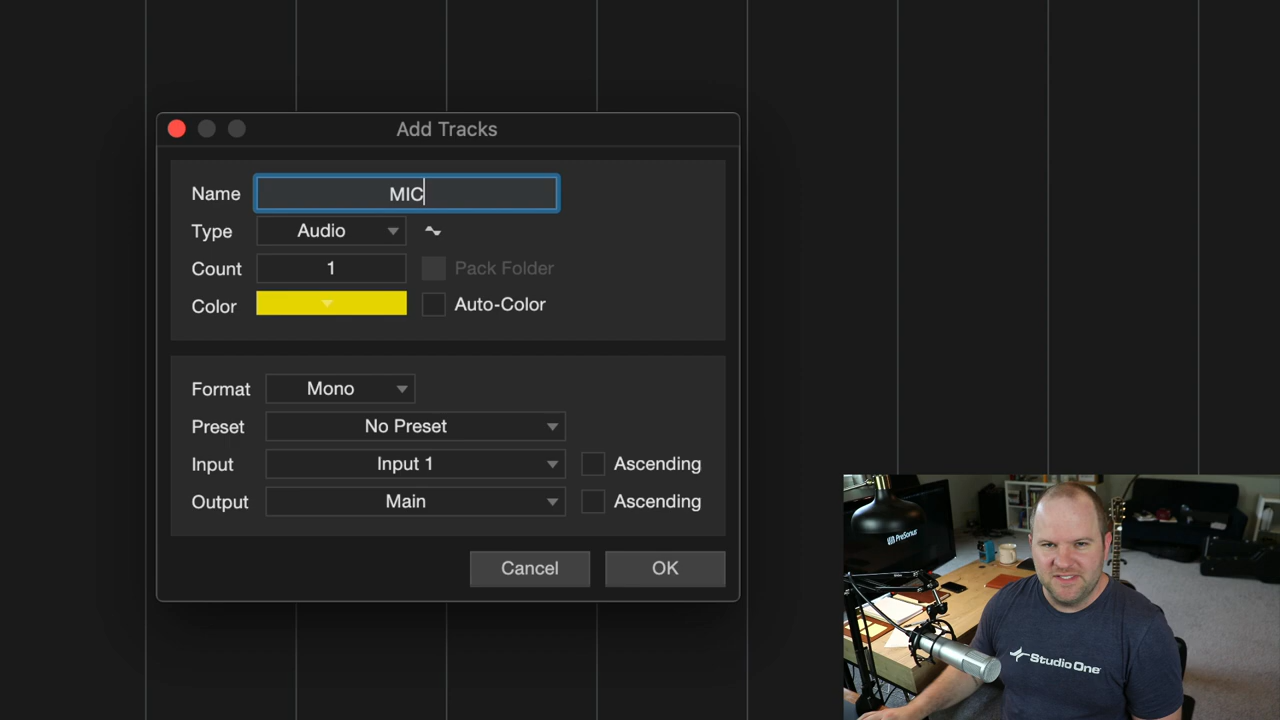 Add Tracks
Name MIC
Type Audio
Count 1 Pack Folder
Color Auto-Color
Format Mono
Preset No Preset
Input Input 1 Ascending
Output Main Ascending
Cancel OK
PreSonus
Studio One